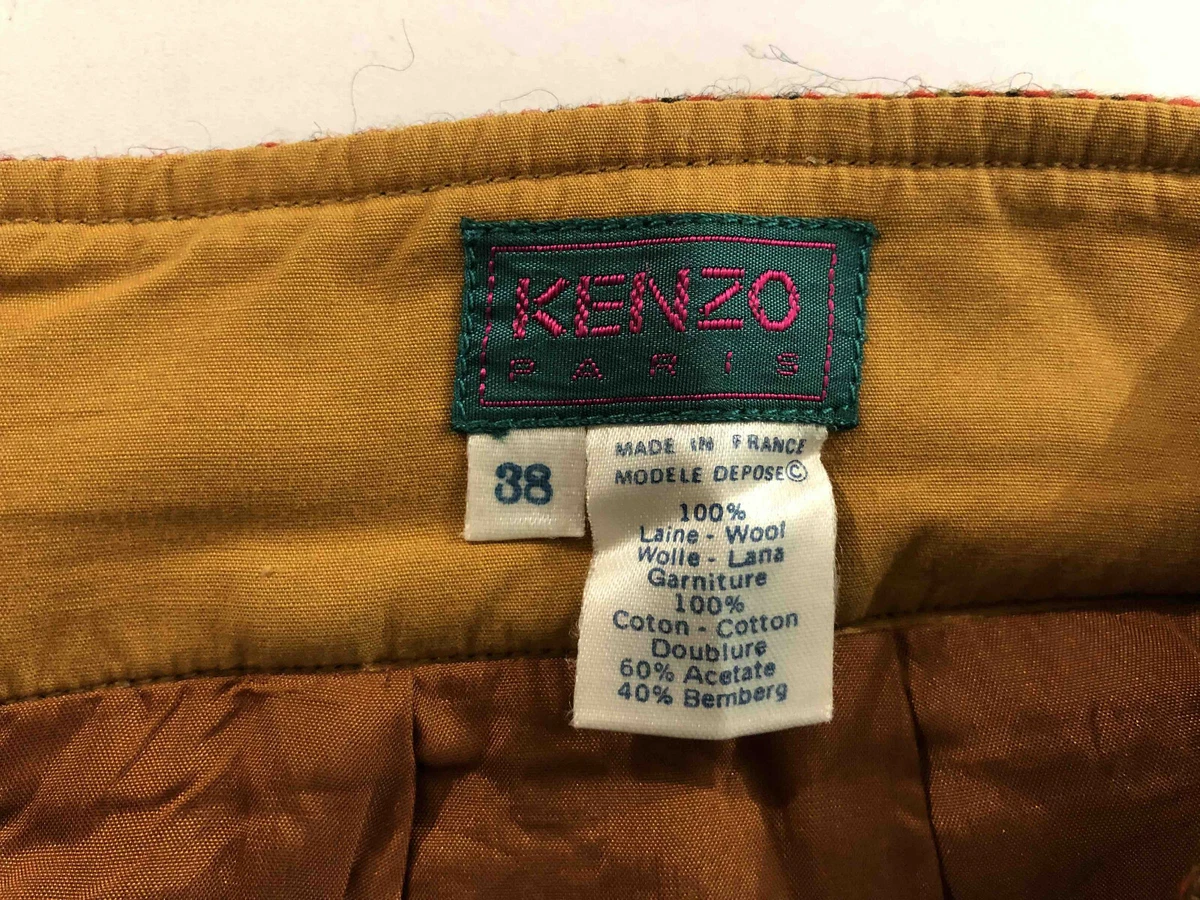 KENZO
PARIS
38
MADE IN FRANCE
MODELE DEPOSE©
100%
Laine - Wool
Wolle - Lana
Garniture
100%
Coton - Cotton
Doublure
60% Acetate
40% Bemberg